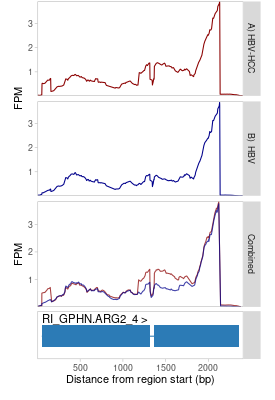 3
2
1
A) HBV-HCC
FPM
3
2
1
B) HBV
3
2
1
FPM
Combined
RI_GPHN.ARG2_4 >
500 1000 1500 2000
Distance from region start (bp)